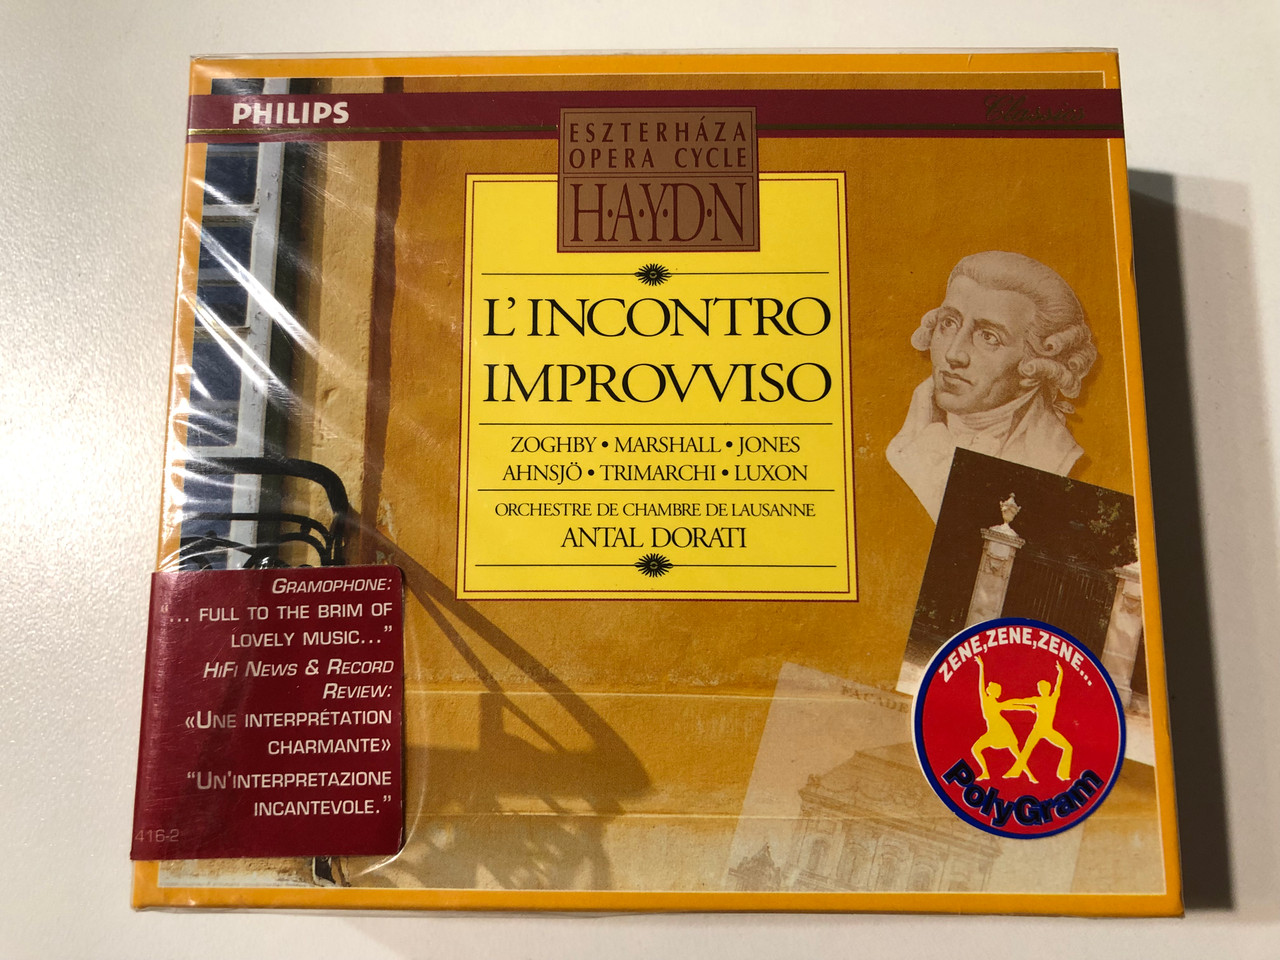 PHILIPS
Classics
ESZTERHÁZA
OPERA CYCLE
H·A·Y·D·N
L'INCONTRO
IMPROVVISO
ZOGHBY • MARSHALL • JONES
AHNSJÖ • TRIMARCHI • LUXON
ORCHESTRE DE CHAMBRE DE LAUSANNE
ANTAL DORATI
GRAMOPHONE:
... FULL TO THE BRIM OF
LOVELY MUSIC..."
HIFI NEWS & RECORD
REVIEW:
«UNE INTERPRÉTATION
CHARMANTE»
"UN'INTERPRETAZIONE
INCANTEVOLE."
416-2
FACADE
ZENE, ZENE, ZENE...
PolyGram